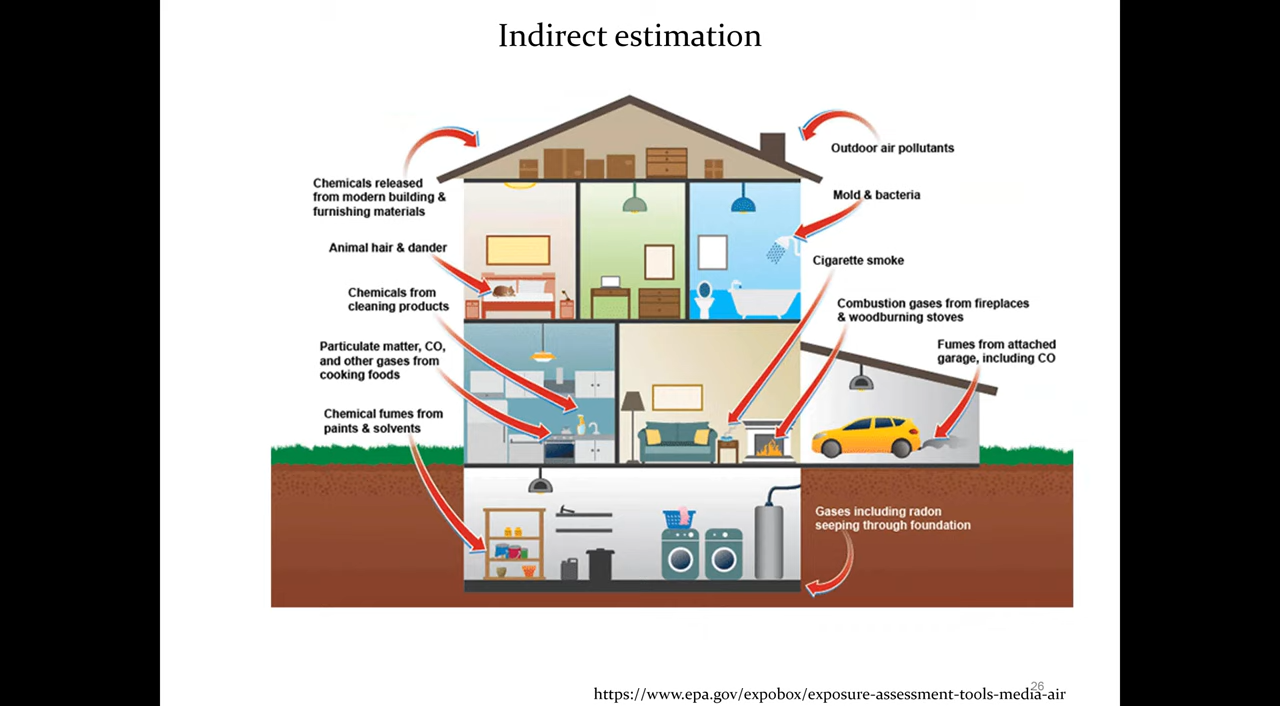 Indirect estimation
Chemicals released
from modern building &
furnishing materials
Animal hair & dander
Chemicals from
cleaning products
Particulate matter, CO,
and other gases from
cooking foods
Chemical fumes from
paints & solvents
Outdoor air pollutants
Mold & bacteria
Cigarette smoke
Combustion gases from fireplaces
& woodburning stoves
Fumes from attached
garage, including CO
Gases including radon
seeping through foundation
26
https://www.epa.gov/expobox/exposure-assessment-tools-media-air